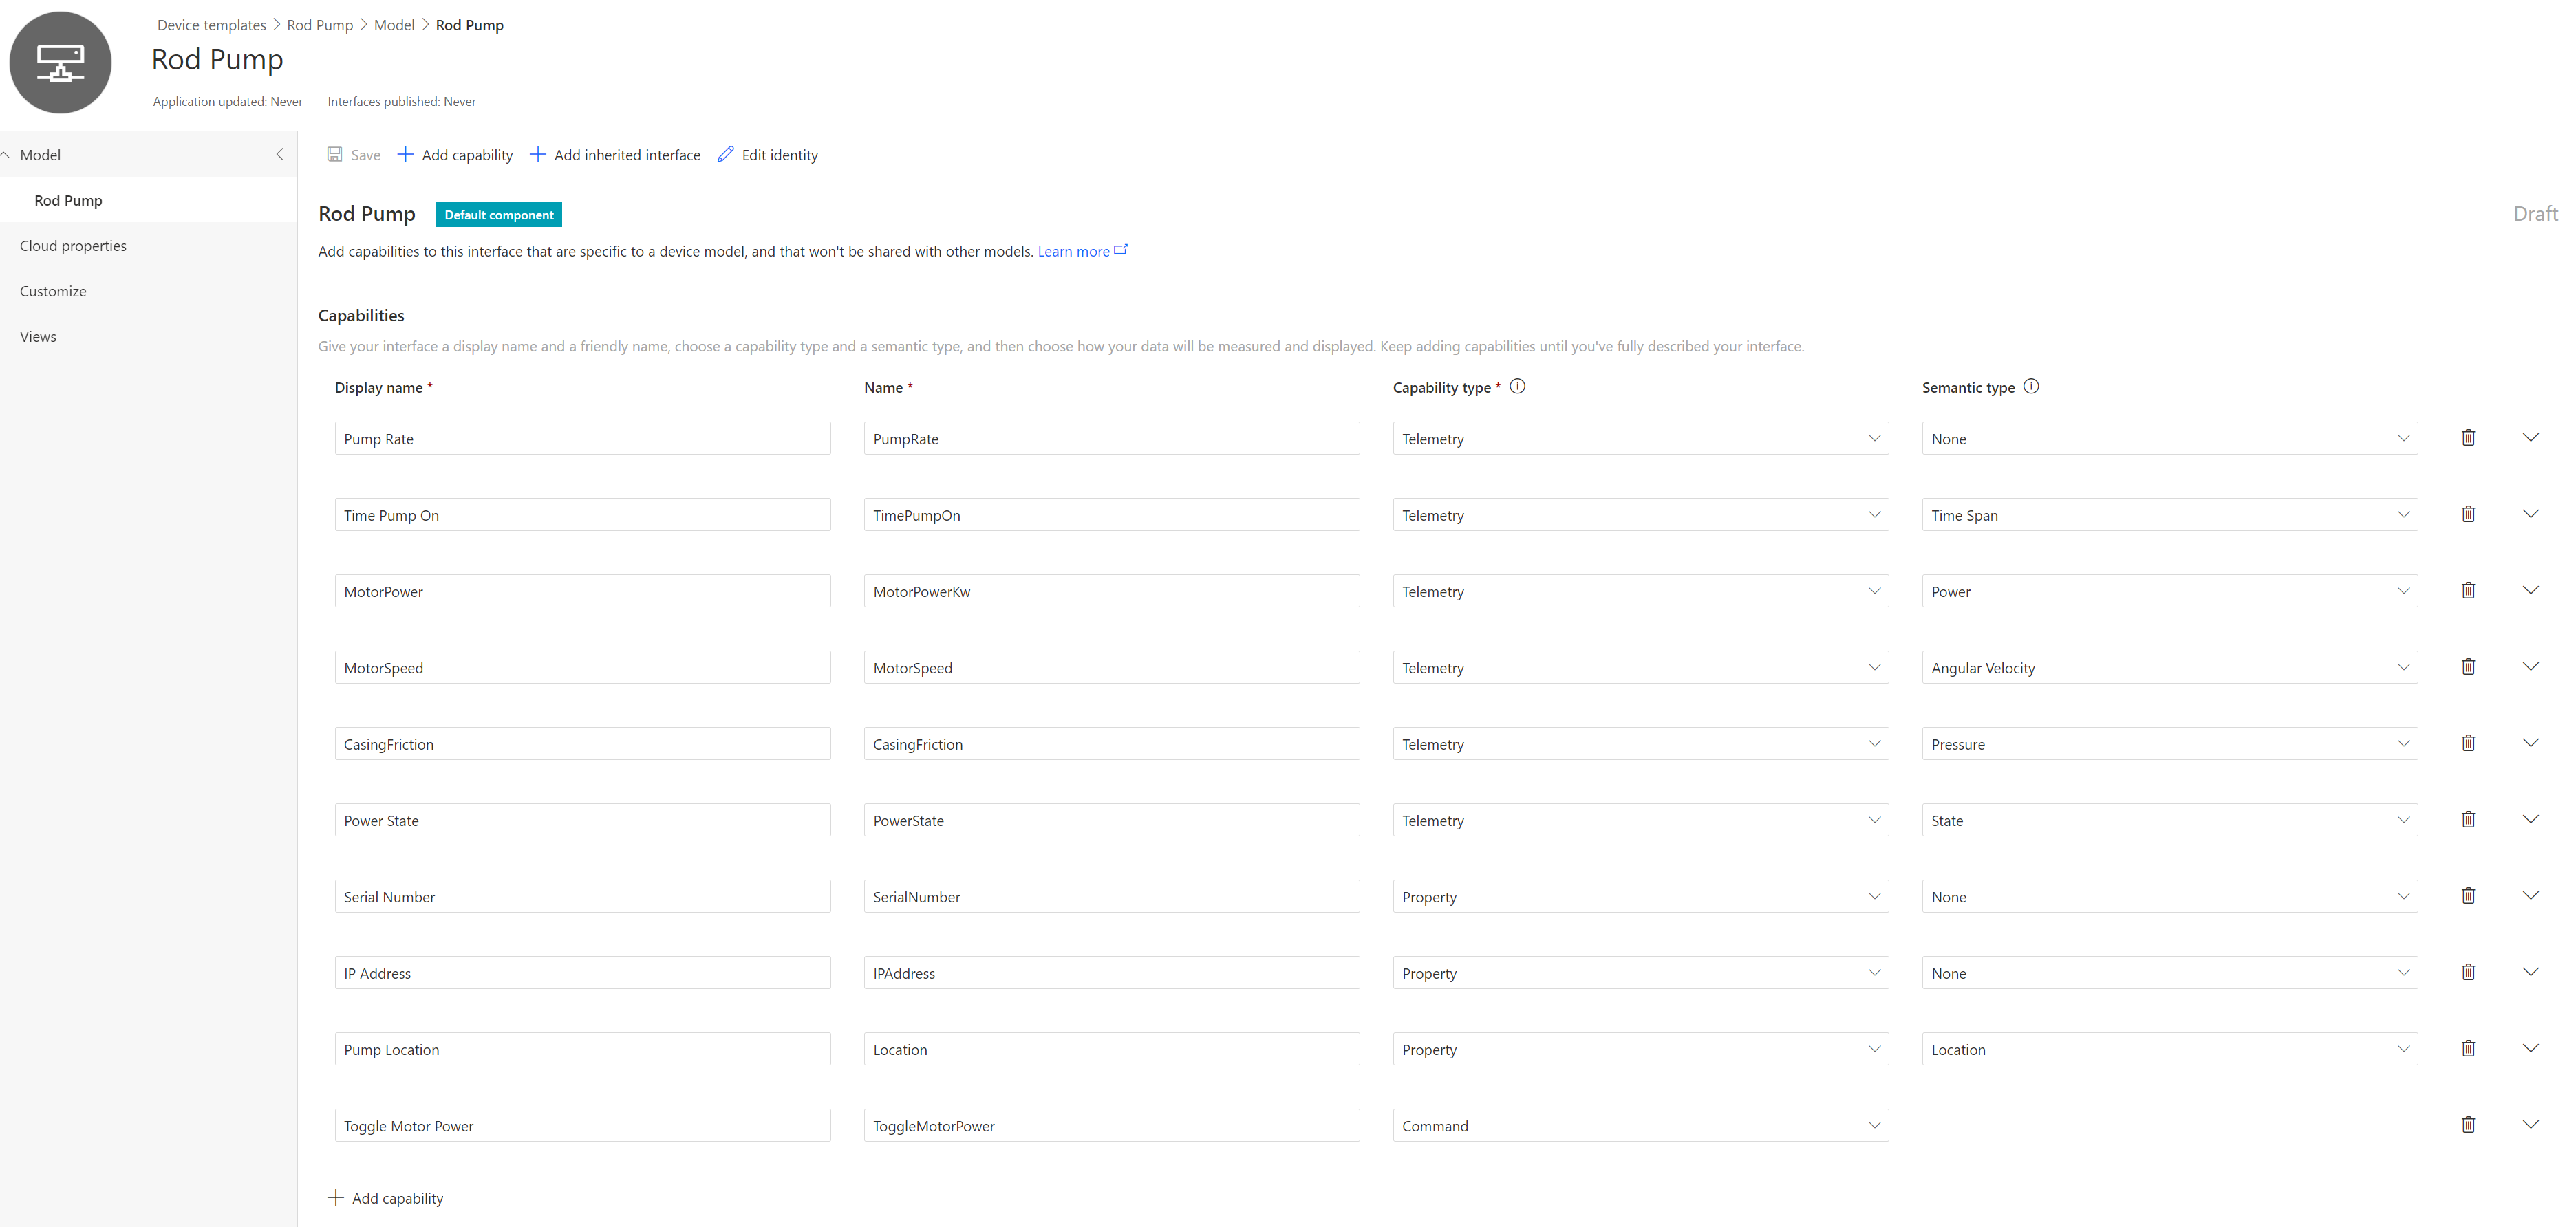 Device templates > Rod Pump > Model > Rod Pump
Rod Pump
Application updated: Never Interfaces published: Never
Model
Save Add capability Add inherited interface Edit identity
Rod Pump
Cloud properties
Customize
Views
Rod Pump Default component Draft
Add capabilities to this interface that are specific to a device model, and that won't be shared with other models. Learn more
Capabilities
Give your interface a display name and a friendly name, choose a capability type and a semantic type, and then choose how your data will be measured and displayed. Keep adding capabilities until you've fully described your interface.
Display name * Name * Capability type * Semantic type
Pump Rate PumpRate Telemetry None
Time Pump On TimePumpOn Telemetry Time Span
MotorPower MotorPowerKw Telemetry Power
MotorSpeed MotorSpeed Telemetry Angular Velocity
CasingFriction CasingFriction Telemetry Pressure
Power State PowerState Telemetry State
Serial Number SerialNumber Property None
IP Address IPAddress Property None
Pump Location Location Property Location
Toggle Motor Power ToggleMotorPower Command
Add capability